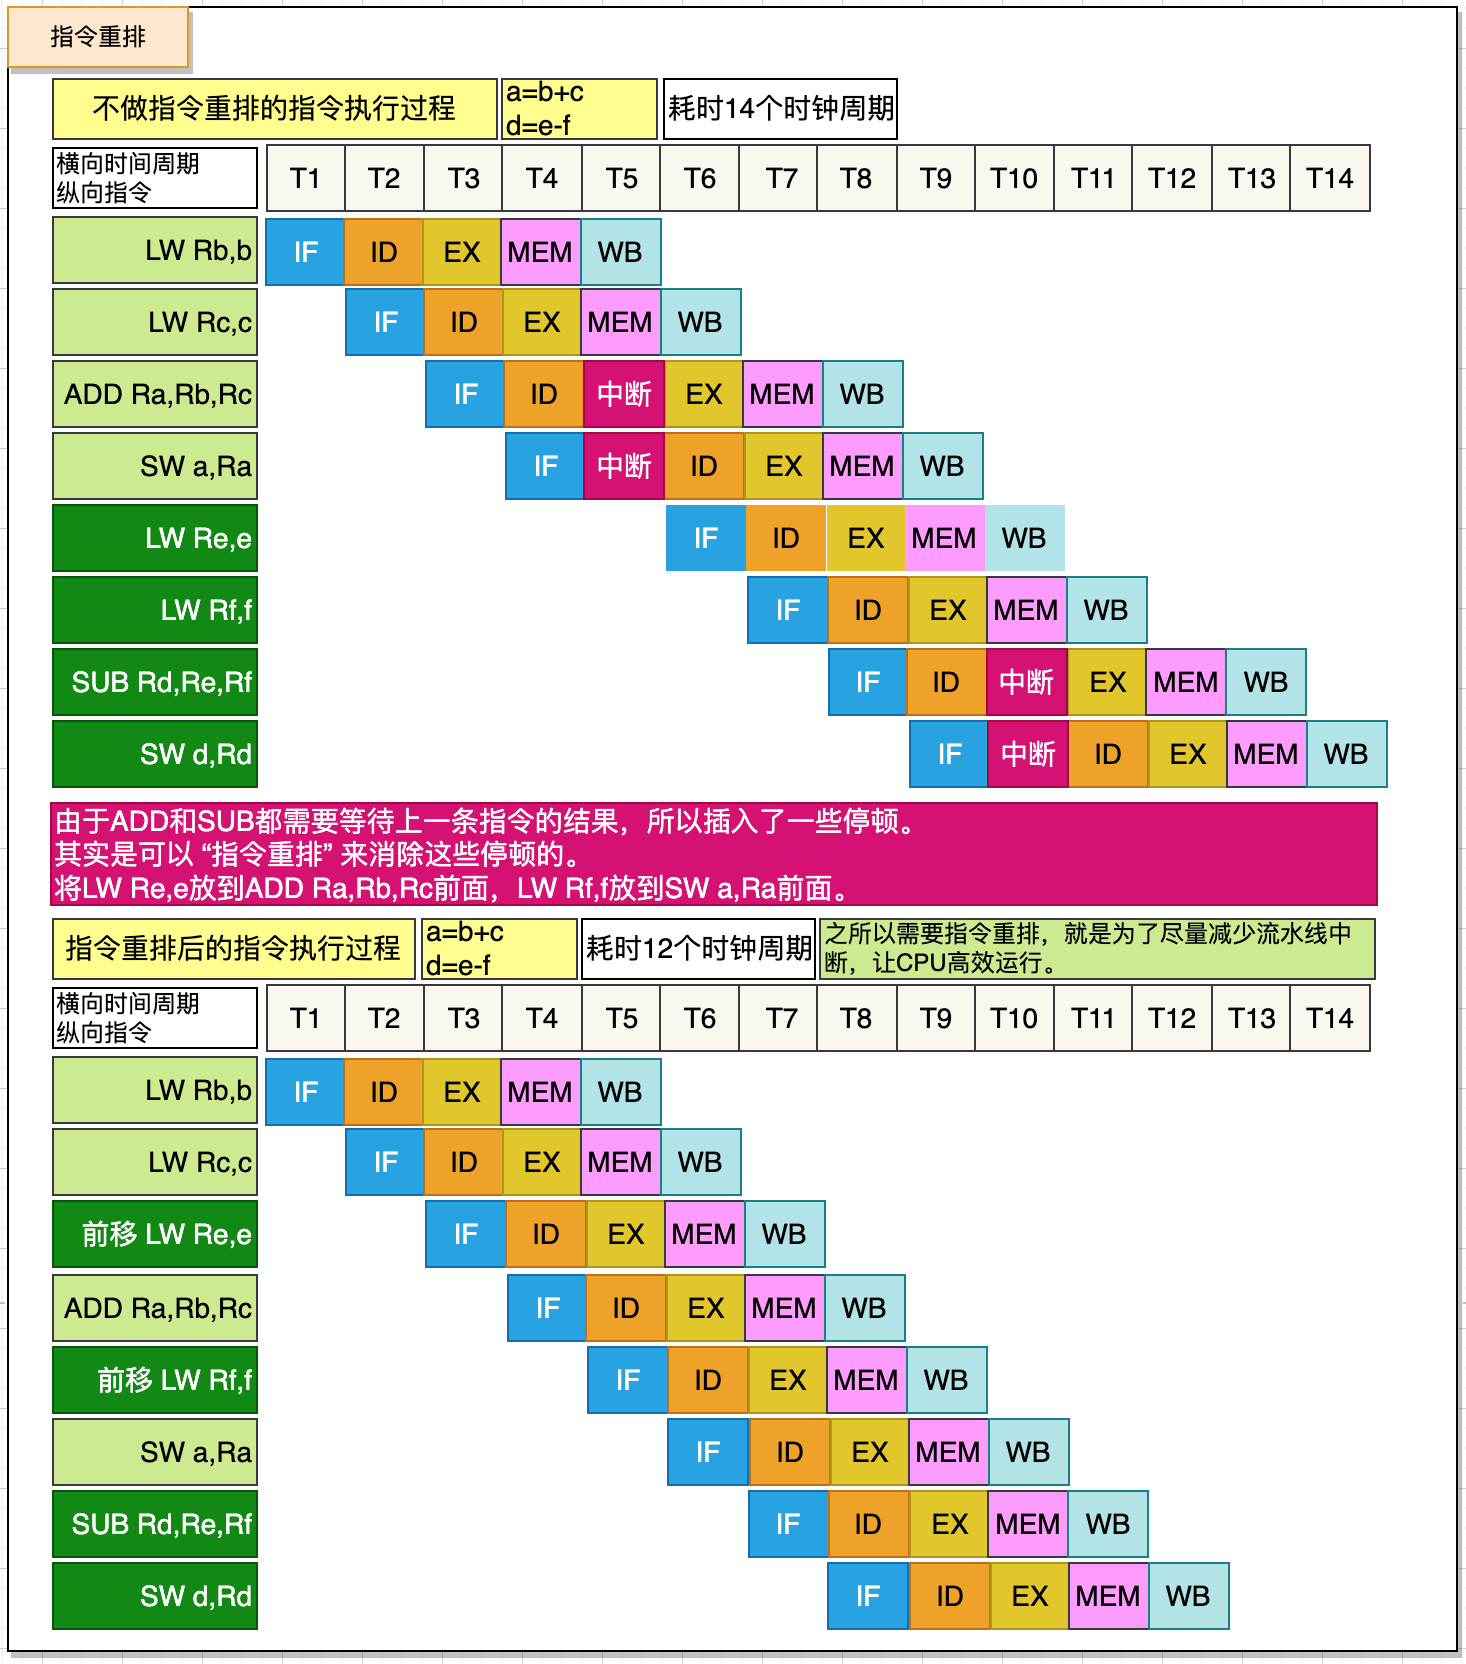 指令重排
不做指令重排的指令执行过程
a=b+c
d=e-f
耗时14个时钟周期
横向时间周期
纵向指令
T1 T2 T3 T4 T5 T6 T7 T8 T9 T10 T11 T12 T13 T14
LW Rb,b IF ID EX MEM WB
LW Rc,c IF ID EX MEM WB
ADD Ra,Rb,Rc IF ID 中断 EX MEM WB
SW a,Ra IF 中断 ID EX MEM WB
LW Re,e IF ID EX MEM WB
LW Rf,f IF ID EX MEM WB
SUB Rd,Re,Rf IF ID 中断 EX MEM WB
SW d,Rd IF 中断 ID EX MEM WB
由于ADD和SUB都需要等待上一条指令的结果，所以插入了一些停顿。
其实是可以 “指令重排” 来消除这些停顿的。
将LW Re,e放到ADD Ra,Rb,Rc前面，LW Rf,f放到SW a,Ra前面。
指令重排后的指令执行过程
a=b+c
d=e-f
耗时12个时钟周期
之所以需要指令重排，就是为了尽量减少流水线中
断，让CPU高效运行。
横向时间周期
纵向指令
T1 T2 T3 T4 T5 T6 T7 T8 T9 T10 T11 T12 T13 T14
LW Rb,b IF ID EX MEM WB
LW Rc,c IF ID EX MEM WB
前移 LW Re,e IF ID EX MEM WB
ADD Ra,Rb,Rc IF ID EX MEM WB
前移 LW Rf,f IF ID EX MEM WB
SW a,Ra IF ID EX MEM WB
SUB Rd,Re,Rf IF ID EX MEM WB
SW d,Rd IF ID EX MEM WB